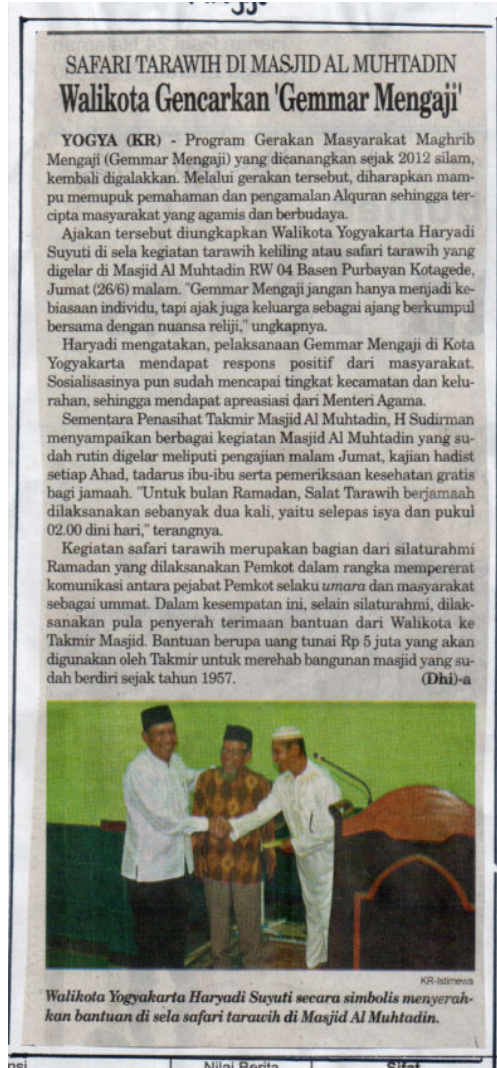 SAFARI TARAWIH DI MASJID AL MUHTADIN
Walikota Gencarkan 'Gemmar Mengaji'
YOGYA (KR) - Program Gerakan Masyarakat Maghrib
Mengaji (Gemmar Mengaji) yang dicanangkan sejak 2012 silam,
kembali digalakkan. Melalui gerakan tersebut, diharapkan mam-
pu memupuk pemahaman dan pengamalan Alquran sehingga ter-
cipta masyarakat yang agamis dan berbudaya.
Ajakan tersebut diungkapkan Walikota Yogyakarta Haryadi
Suyuti di sela kegiatan tarawih keliling atau safari tarawih yang
digelar di Masjid Al Muhtadin RW 04 Basen Purbayan Kotagede,
Jumat (26/6) malam. "Gemmar Mengaji jangan hanya menjadi ke-
biasaan individu, tapi ajak juga keluarga sebagai ajang berkumpul
bersama dengan nuansa religi," ungkapnya.
Haryadi mengatakan, pelaksanaan Gemmar Mengaji di Kota
Yogyakarta mendapat respons positif dari masyarakat.
Sosialisasinya pun sudah mencapai tingkat kecamatan dan kelu-
rahan, sehingga mendapat apresiasi dari Menteri Agama.
Sementara Penasihat Takmir Masjid Al Muhtadin, H Sudirman
menyampaikan berbagai kegiatan Masjid Al Muhtadin yang su-
dah rutin digelar meliputi pengajian malam Jumat, kajian hadist
setiap Ahad, tadarus ibu-ibu serta pemeriksaan kesehatan gratis
bagi jamaah. "Untuk bulan Ramadan, Salat Tarawih berjamaah
dilaksanakan sebanyak dua kali, yaitu selepas isya dan pukul
02.00 dini hari," terangnya.
Kegiatan safari tarawih merupakan bagian dari silaturahmi
Ramadan yang dilaksanakan Pemkot dalam rangka mempererat
komunikasi antara pejabat Pemkot selaku umara dan masyarakat
sebagai ummat. Dalam kesempatan ini, selain silaturahmi, dilak-
sanakan pula penyerah terimaan bantuan dari Walikota ke
Takmir Masjid. Bantuan berupa uang tunai Rp 5 juta yang akan
digunakan oleh Takmir untuk merehab bangunan masjid yang su-
dah berdiri sejak tahun 1957. (Dhi)-a
KR-Istimewa
Walikota Yogyakarta Haryadi Suyuti secara simbolis menyerah-
kan bantuan di sela safari tarawih di Masjid Al Muhtadin.
Nilai Berita Sifat